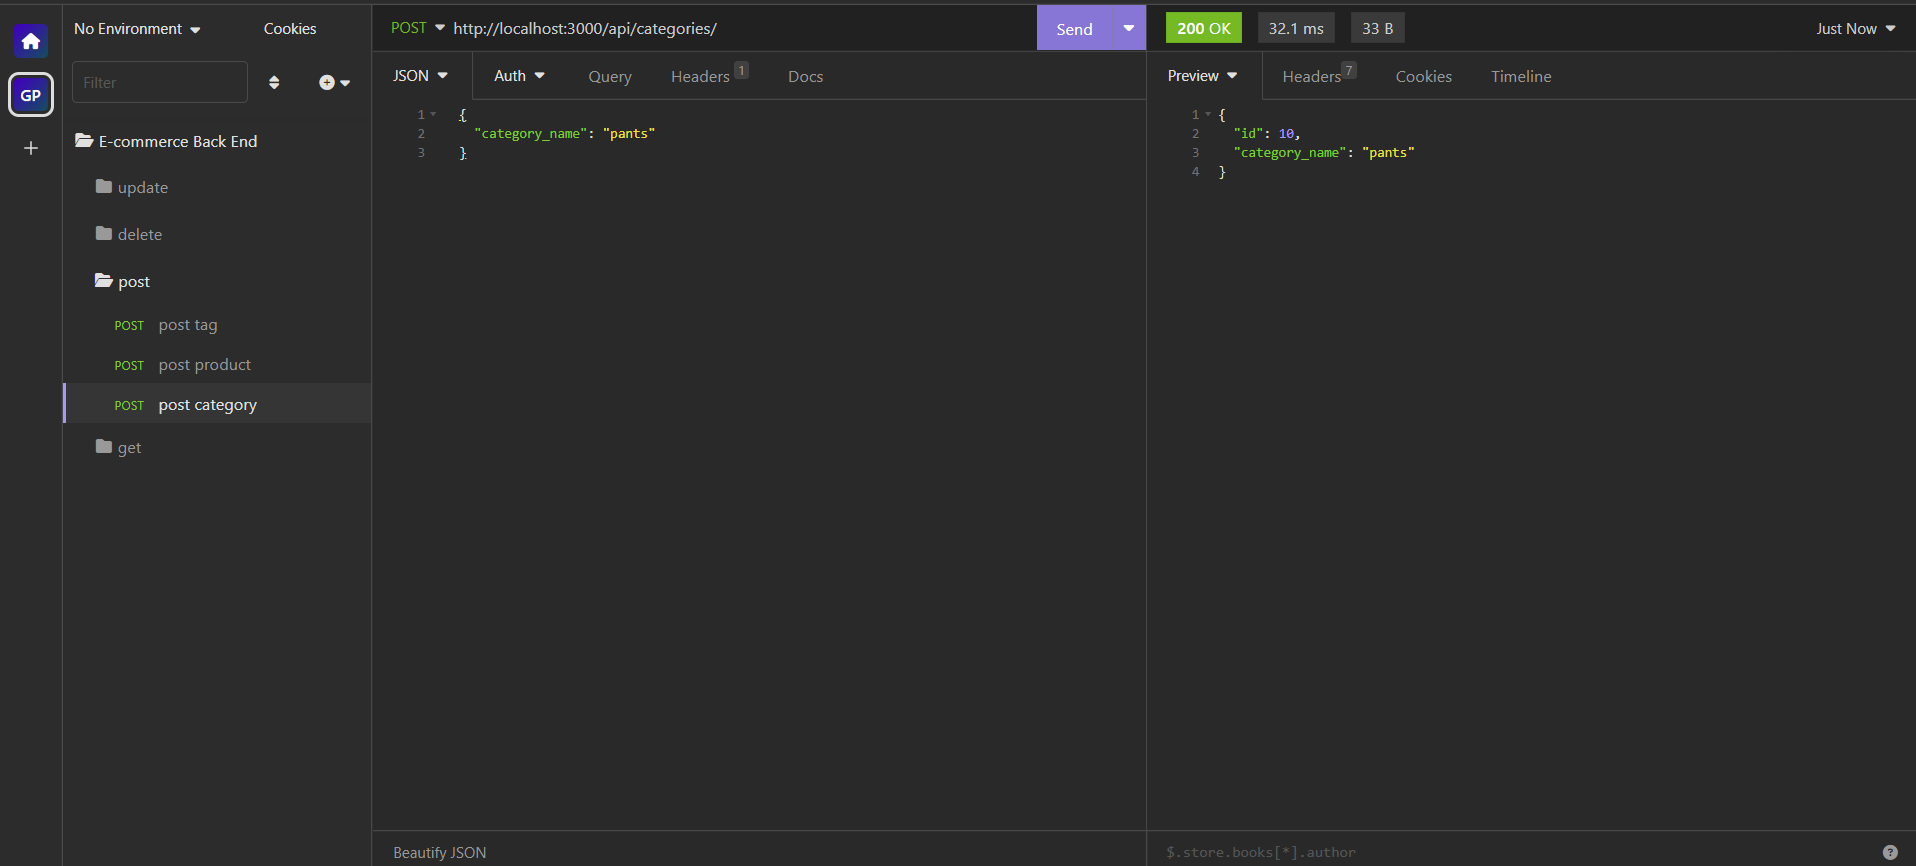 No Environment
Cookies
Filter
GP
E-commerce Back End
update
delete
post
POST post tag
POST post product
POST post category
get
POST http://localhost:3000/api/categories/
Send
JSON Auth Query Headers 1 Docs
1 {
2 "category_name": "pants"
3 }
Beautify JSON
200 OK 32.1 ms 33 B Just Now
Preview Headers 7 Cookies Timeline
1 {
2 "id": 10,
3 "category_name": "pants"
4 }
$.store.books[*].author
?